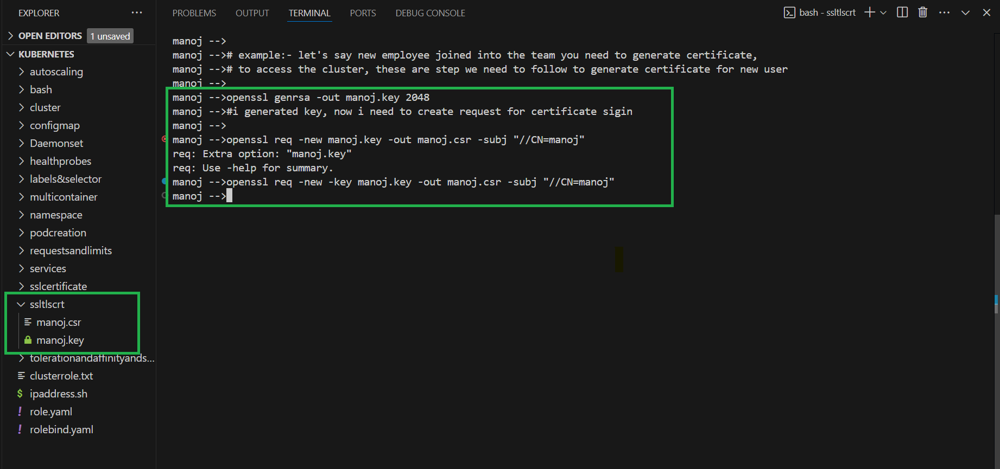 EXPLORER
OPEN EDITORS 1 unsaved
KUBERNETES
autoscaling
bash
cluster
configmap
Daemonset
healthprobes
labels&selector
multicontainer
namespace
podcreation
requestsandlimits
services
sslcertificate
ssltlscrt
manoj.csr
manoj.key
tolerationandaffinityands...
clusterrole.txt
ipaddress.sh
role.yaml
rolebind.yaml
PROBLEMS OUTPUT TERMINAL PORTS DEBUG CONSOLE
bash - ssltlscrt
manoj -->
manoj --># example:- let's say new employee joined into the team you need to generate certificate,
manoj --># to access the cluster, these are step we need to follow to generate certificate for new user
manoj -->
manoj -->openssl genrsa -out manoj.key 2048
manoj -->#i generated key, now i need to create request for certificate sigin
manoj -->
manoj -->openssl req -new manoj.key -out manoj.csr -subj "//CN=manoj"
req: Extra option: "manoj.key"
req: Use -help for summary.
manoj -->openssl req -new -key manoj.key -out manoj.csr -subj "//CN=manoj"
manoj -->